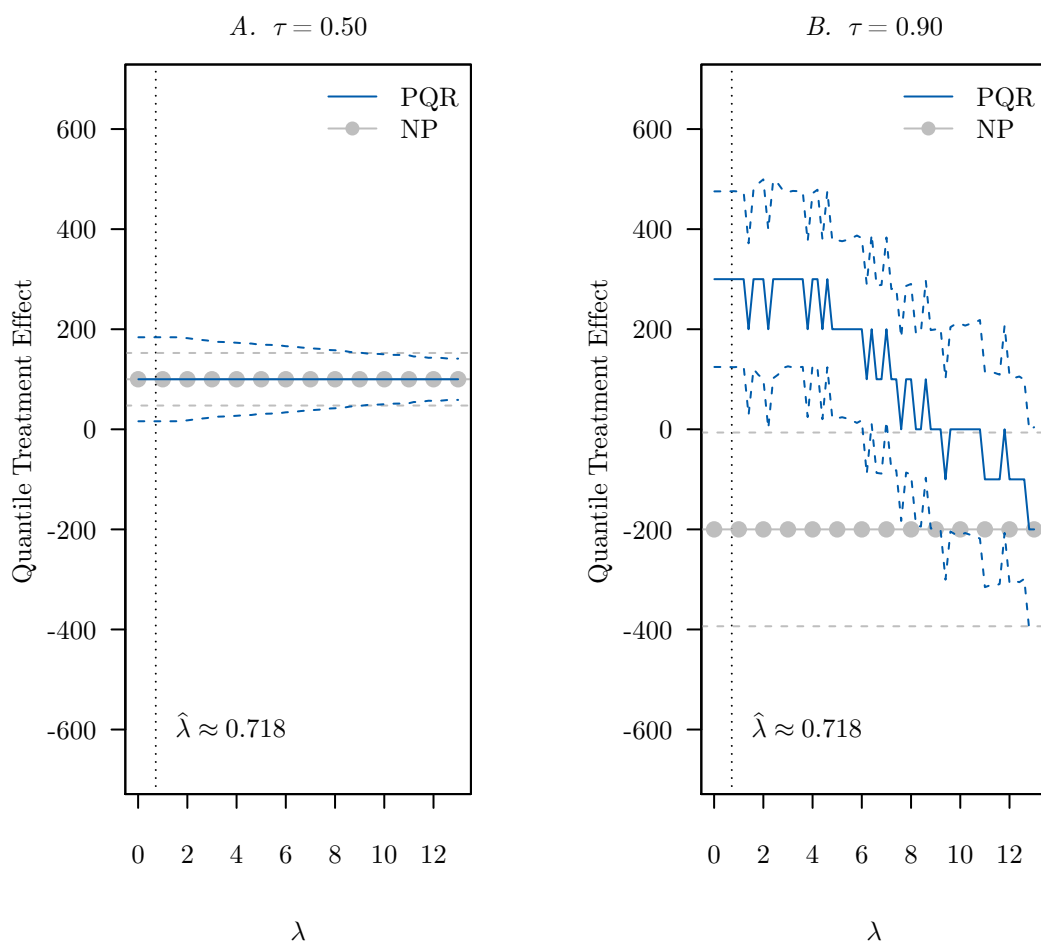 A. τ = 0.50
PQR
NP
600
400
200
0
-200
-400
-600
Quantile Treatment Effect
λ̂ ≈ 0.718
0 2 4 6 8 10 12
λ
B. τ = 0.90
PQR
NP
600
400
200
0
-200
-400
-600
Quantile Treatment Effect
λ̂ ≈ 0.718
0 2 4 6 8 10 12
λ